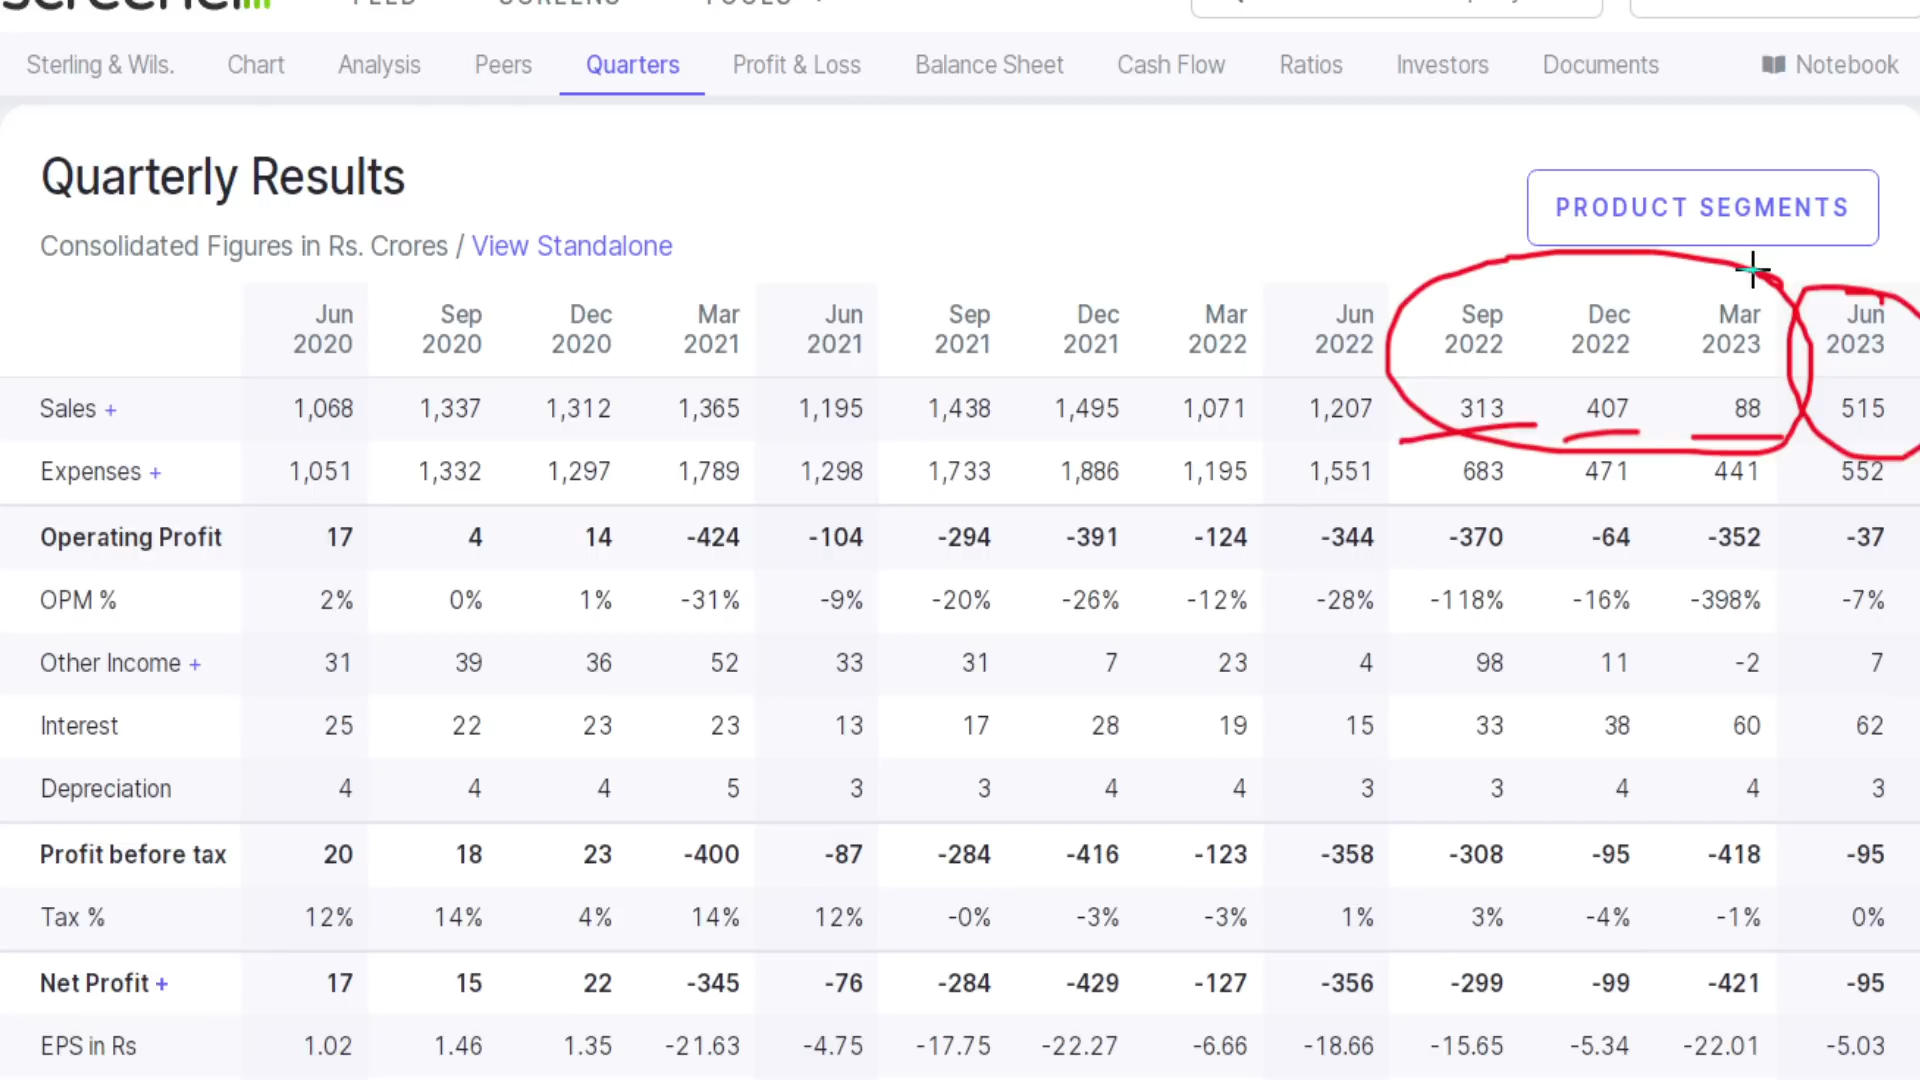 FEED SCREENS TOOLS
Sterling & Wils. Chart Analysis Peers Quarters Profit & Loss Balance Sheet Cash Flow Ratios Investors Documents Notebook
Quarterly Results
PRODUCT SEGMENTS
Consolidated Figures in Rs. Crores / View Standalone
Jun 2020 Sep 2020 Dec 2020 Mar 2021 Jun 2021 Sep 2021 Dec 2021 Mar 2022 Jun 2022 Sep 2022 Dec 2022 Mar 2023 Jun 2023
Sales + 1,068 1,337 1,312 1,365 1,195 1,438 1,495 1,071 1,207 313 407 88 515
Expenses + 1,051 1,332 1,297 1,789 1,298 1,733 1,886 1,195 1,551 683 471 441 552
Operating Profit 17 4 14 -424 -104 -294 -391 -124 -344 -370 -64 -352 -37
OPM % 2% 0% 1% -31% -9% -20% -26% -12% -28% -118% -16% -398% -7%
Other Income + 31 39 36 52 33 31 7 23 4 98 11 -2 7
Interest 25 22 23 23 13 17 28 19 15 33 38 60 62
Depreciation 4 4 4 5 3 3 4 4 3 3 4 4 3
Profit before tax 20 18 23 -400 -87 -284 -416 -123 -358 -308 -95 -418 -95
Tax % 12% 14% 4% 14% 12% -0% -3% -3% 1% 3% -4% -1% 0%
Net Profit + 17 15 22 -345 -76 -284 -429 -127 -356 -299 -99 -421 -95
EPS in Rs 1.02 1.46 1.35 -21.63 -4.75 -17.75 -22.27 -6.66 -18.66 -15.65 -5.34 -22.01 -5.03